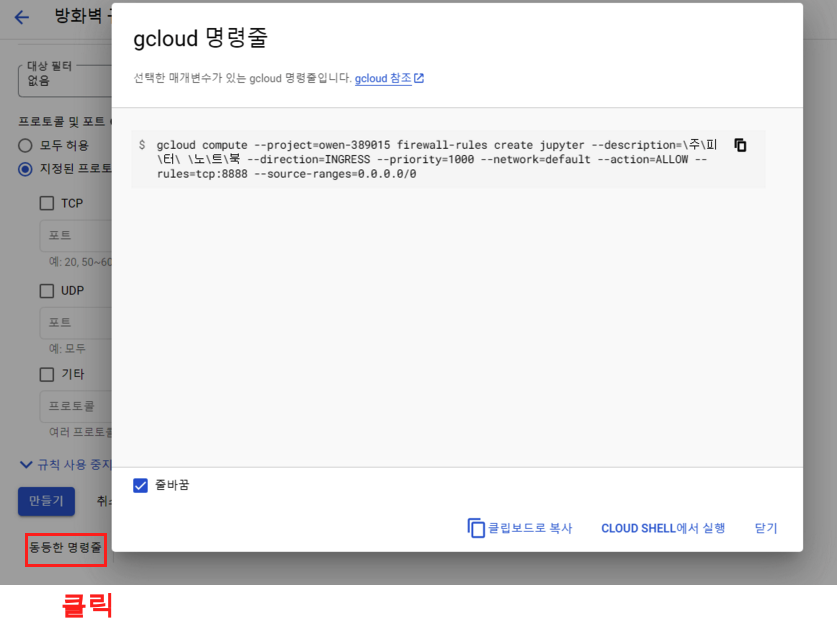 방화벽
gcloud 명령줄
선택한 매개변수가 있는 gcloud 명령줄입니다. gcloud 참조
대상 필터
없음
$ gcloud compute --project=owen-389015 firewall-rules create jupyter --description=\주\피
\터\ \노\트\북 --direction=INGRESS --priority=1000 --network=default --action=ALLOW --
rules=tcp:8888 --source-ranges=0.0.0.0/0
프로토콜 및 포트
모두 허용
지정된 프로토
TCP
포트
예: 20, 50~60
UDP
포트
예: 모두
기타
프로토콜
여러 프로토콜
규칙 사용 중지
만들기 취소
동등한 명령줄
줄바꿈
클립보드로 복사 CLOUD SHELL에서 실행 닫기
클릭